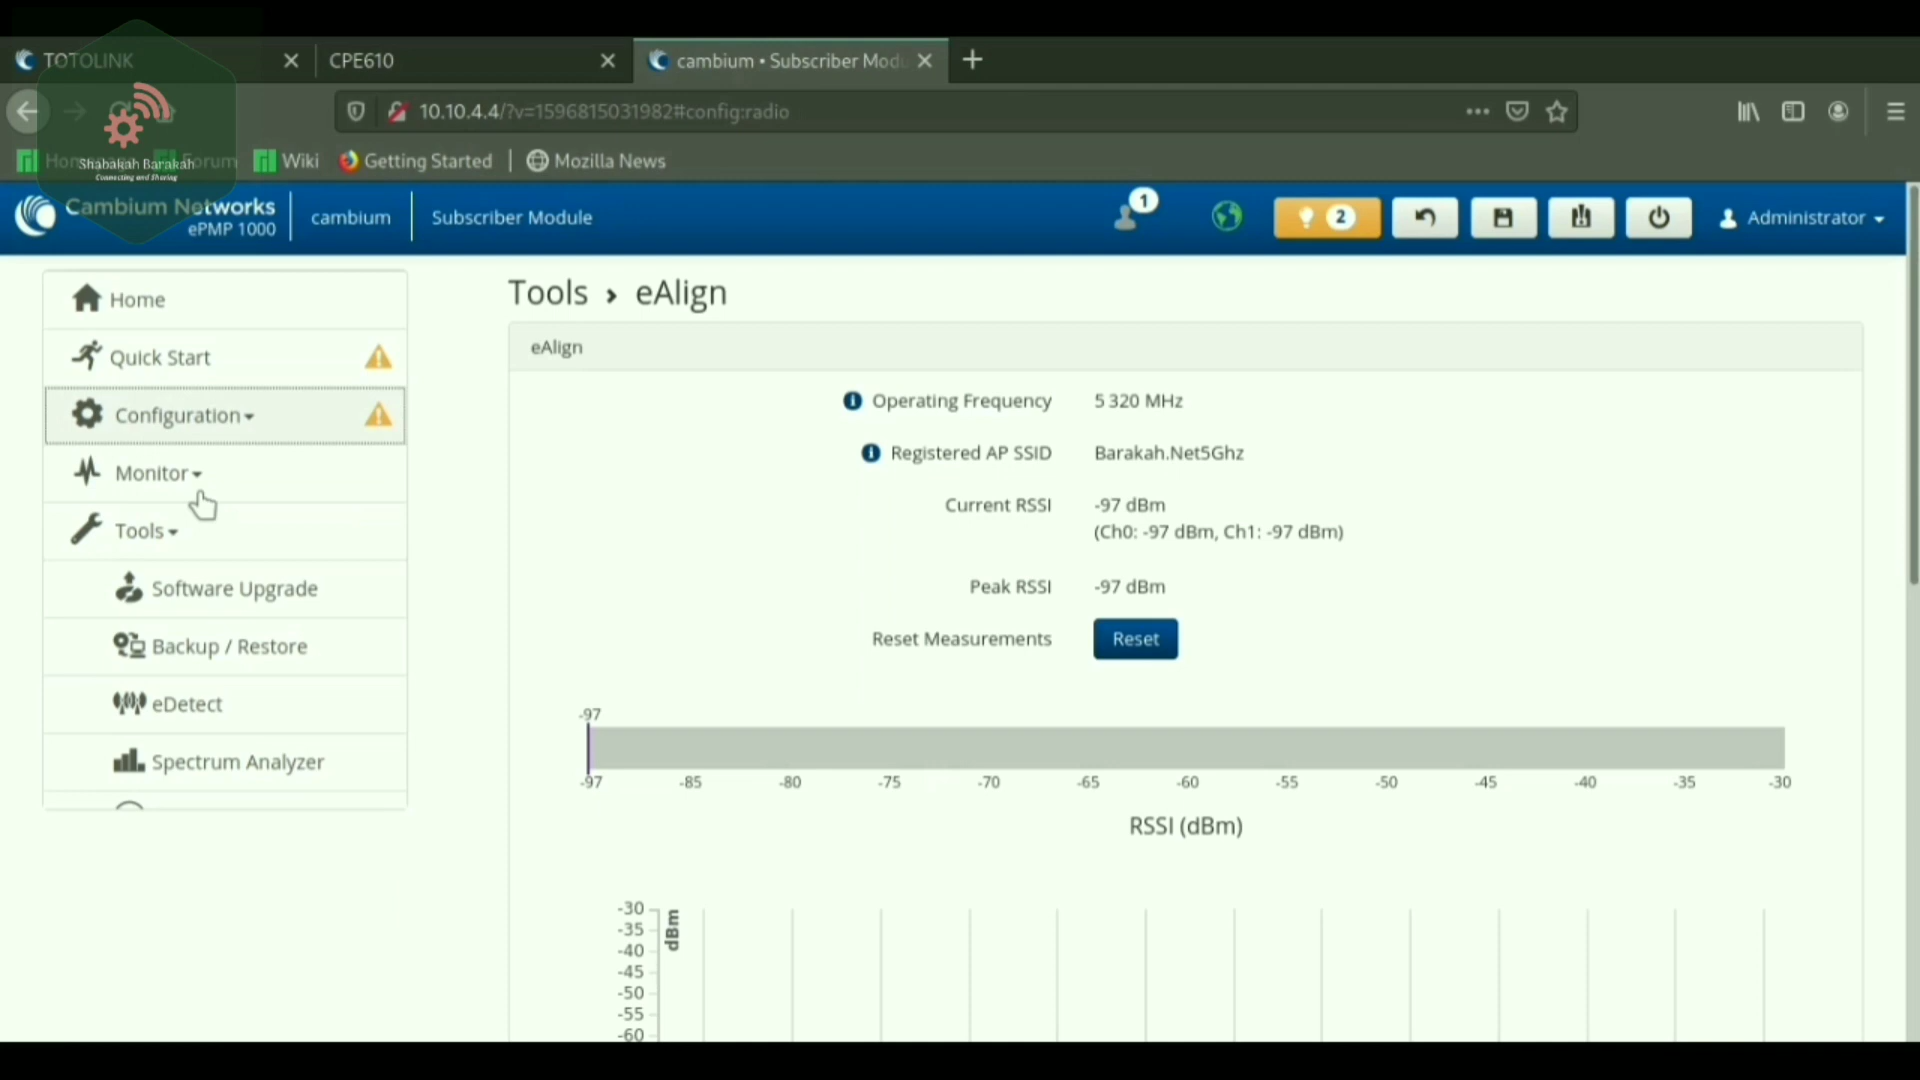 TOTOLINK
CPE610
cambium • Subscriber Modu
10.10.4.4/?v=1596815031982#config:radio
Shabakah Barakah
Connecting and Sharing
Forum
Wiki
Getting Started
Mozilla News
Cambium Networks
ePMP 1000
cambium
Subscriber Module
1
2
Administrator
Home
Quick Start
Configuration
Monitor
Tools
Software Upgrade
Backup / Restore
eDetect
Spectrum Analyzer
Tools › eAlign
eAlign
Operating Frequency 5 320 MHz
Registered AP SSID Barakah.Net5Ghz
Current RSSI -97 dBm
(Ch0: -97 dBm, Ch1: -97 dBm)
Peak RSSI -97 dBm
Reset Measurements Reset
-97
-97 -85 -80 -75 -70 -65 -60 -55 -50 -45 -40 -35 -30
RSSI (dBm)
dBm
-30
-35
-40
-45
-50
-55
-60